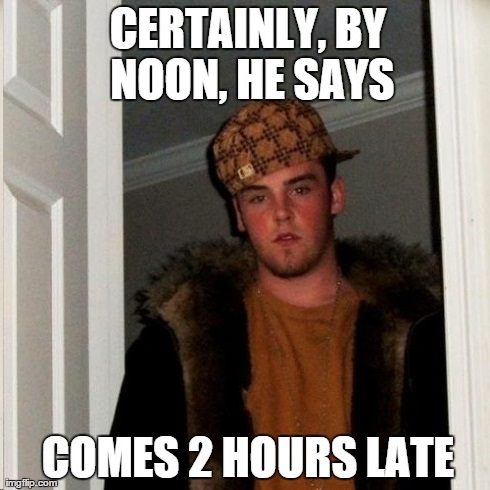 CERTAINLY, BY
NOON, HE SAYS
COMES 2 HOURS LATE
imgflip.com